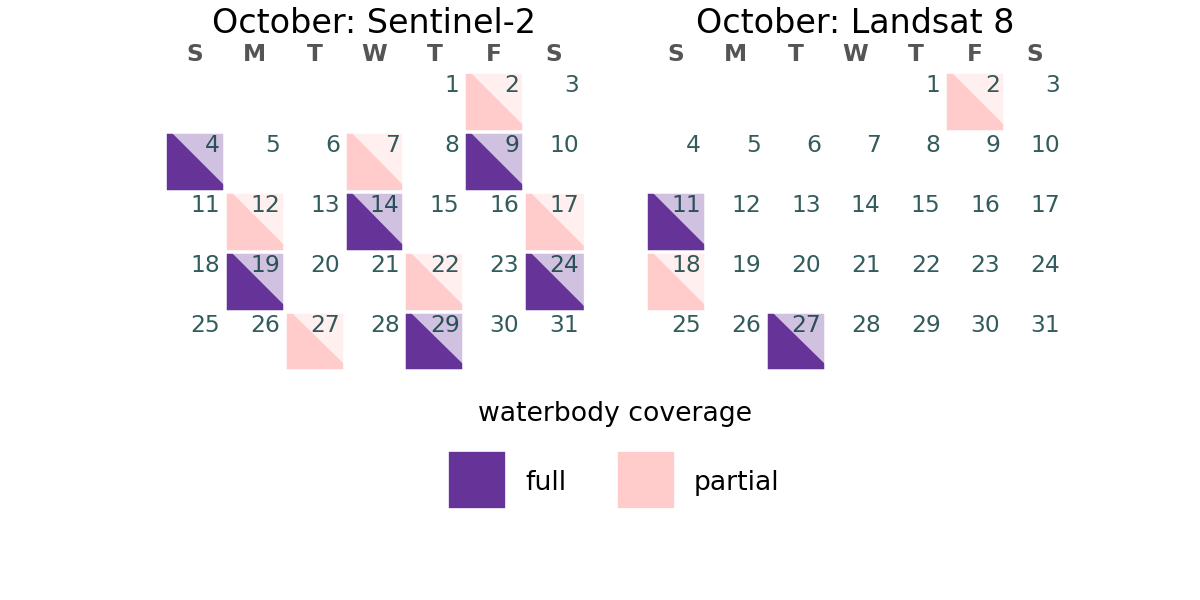 October: Sentinel-2
S M T W T F S
1 2 3
4 5 6 7 8 9 10
11 12 13 14 15 16 17
18 19 20 21 22 23 24
25 26 27 28 29 30 31
October: Landsat 8
S M T W T F S
1 2 3
4 5 6 7 8 9 10
11 12 13 14 15 16 17
18 19 20 21 22 23 24
25 26 27 28 29 30 31
waterbody coverage
full partial